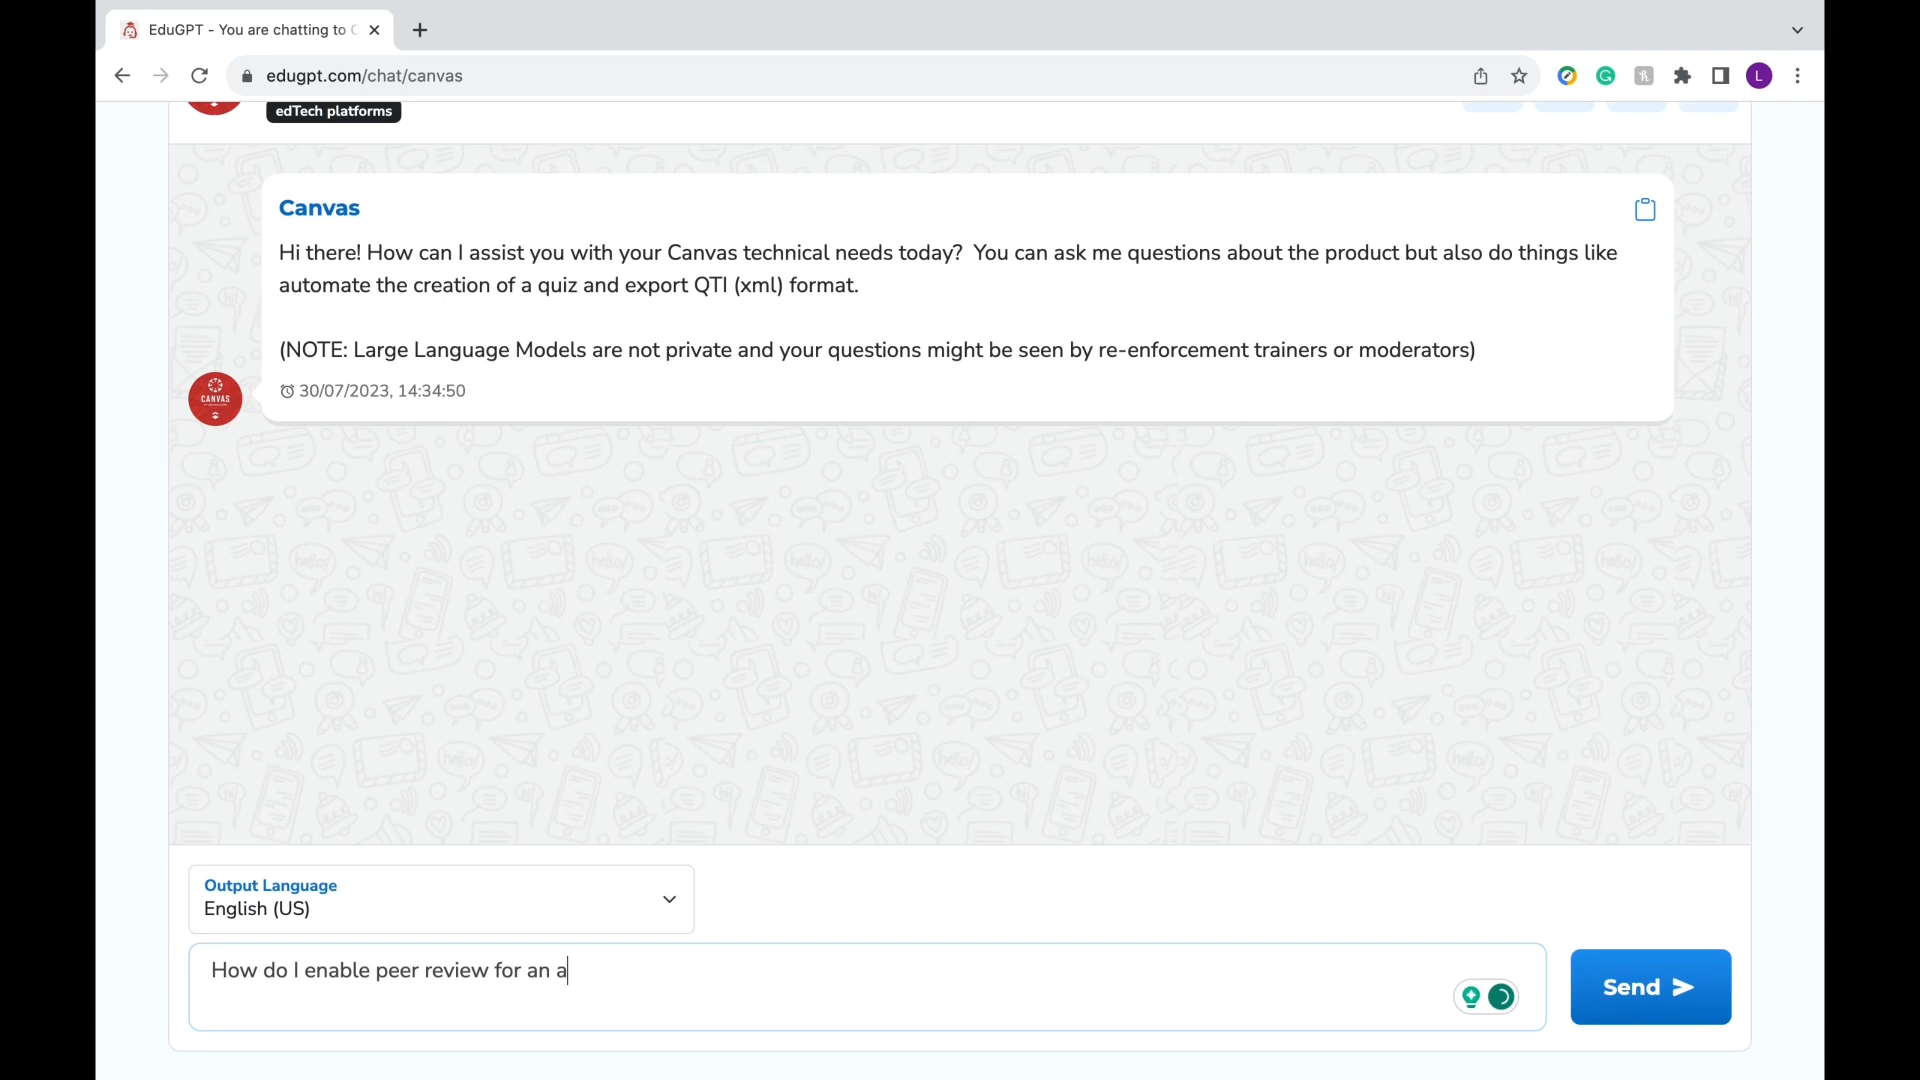 EduGPT - You are chatting to C
edugpt.com/chat/canvas
L
edTech platforms
Canvas
Hi there! How can I assist you with your Canvas technical needs today?  You can ask me questions about the product but also do things like
automate the creation of a quiz and export QTI (xml) format.
(NOTE: Large Language Models are not private and your questions might be seen by re-enforcement trainers or moderators)
CANVAS
30/07/2023, 14:34:50
Output Language
English (US)
How do I enable peer review for an a
Send